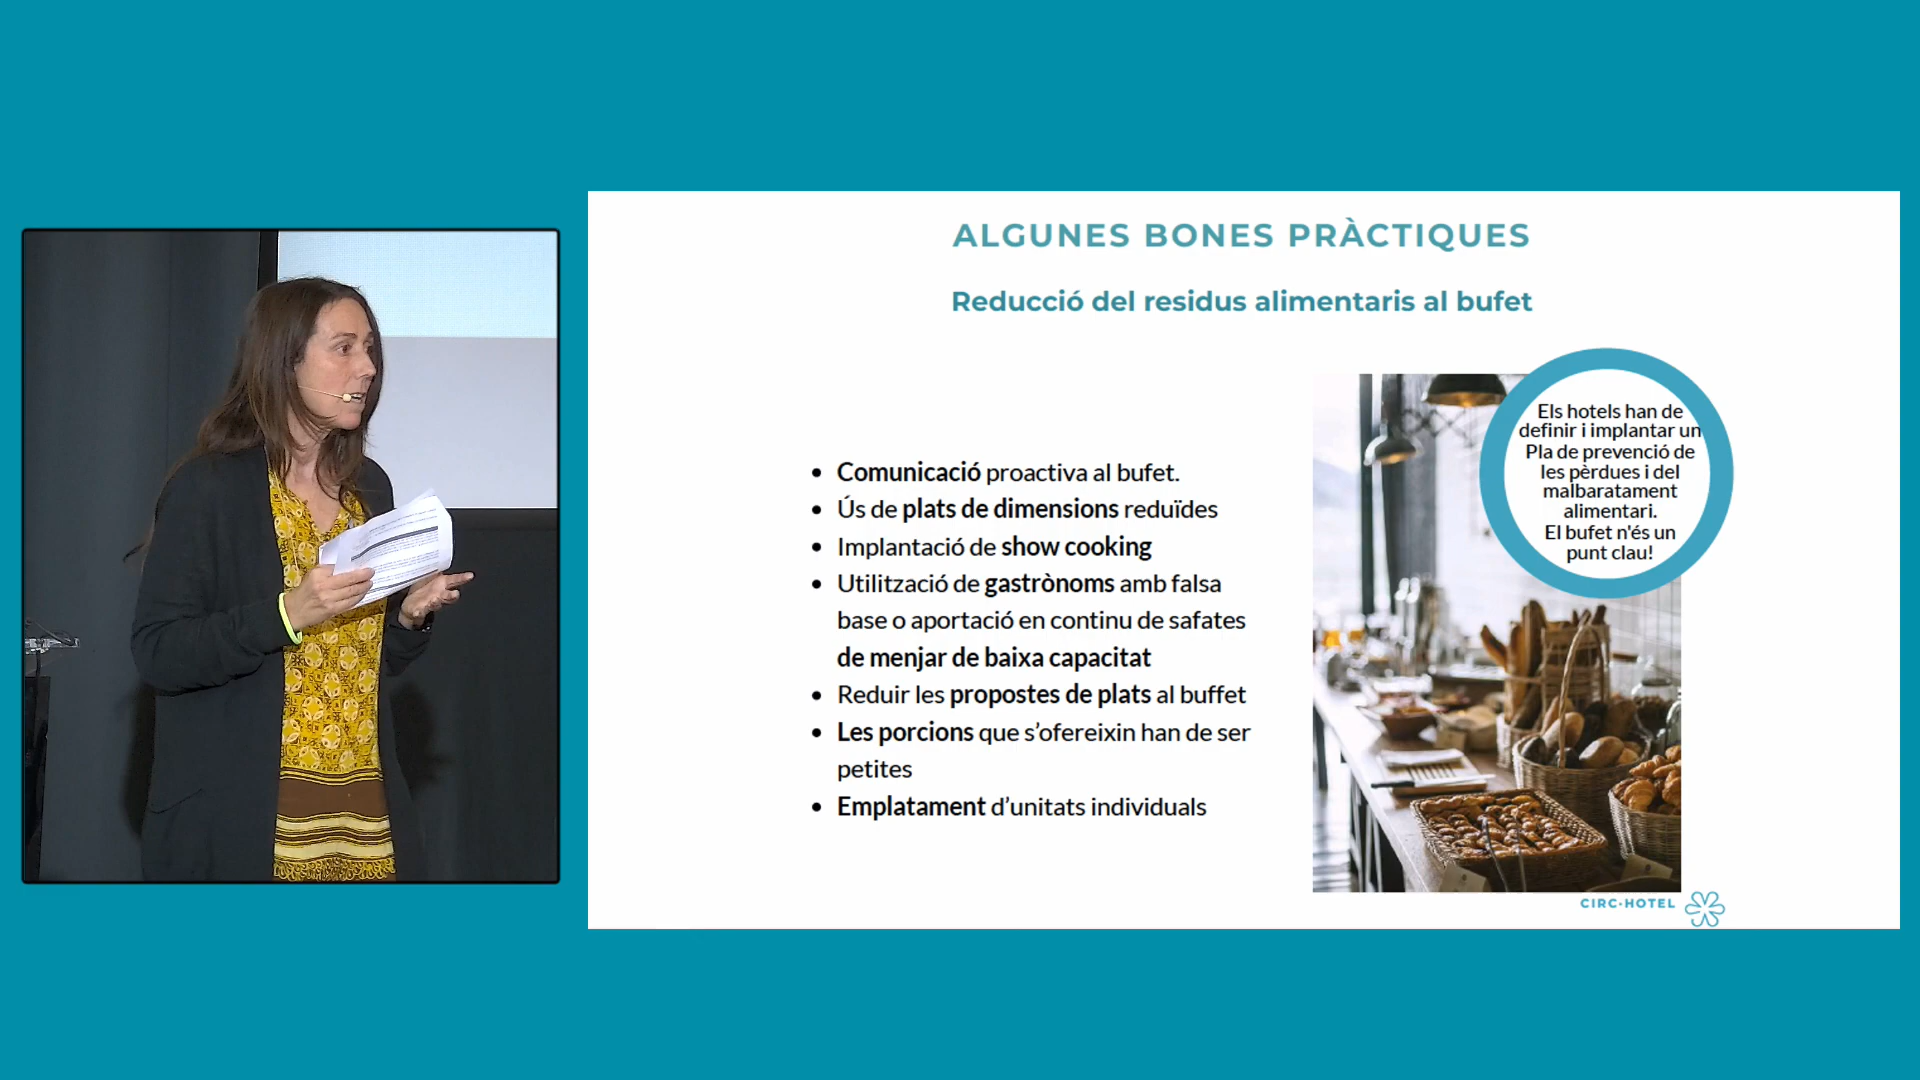 ALGUNES BONES PRÀCTIQUES
Reducció del residus alimentaris al bufet
• Comunicació proactiva al bufet.
• Ús de plats de dimensions reduïdes
• Implantació de show cooking
• Utilització de gastrònoms amb falsa
base o aportació en continu de safates
de menjar de baixa capacitat
• Reduir les propostes de plats al buffet
• Les porcions que s’ofereixin han de ser
petites
• Emplatament d’unitats individuals
Els hotels han de
definir i implantar un
Pla de prevenció de
les pèrdues i del
malbaratament
alimentari.
El bufet n'és un
punt clau!
CIRC·HOTEL